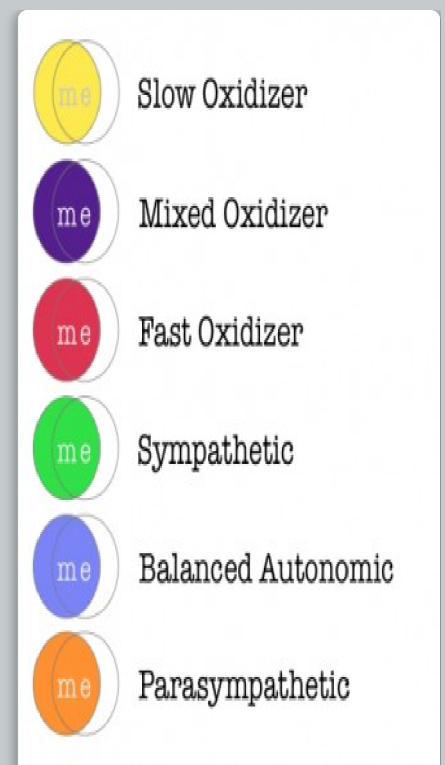 me Slow Oxidizer
me Mixed Oxidizer
me Fast Oxidizer
me Sympathetic
me Balanced Autonomic
me Parasympathetic